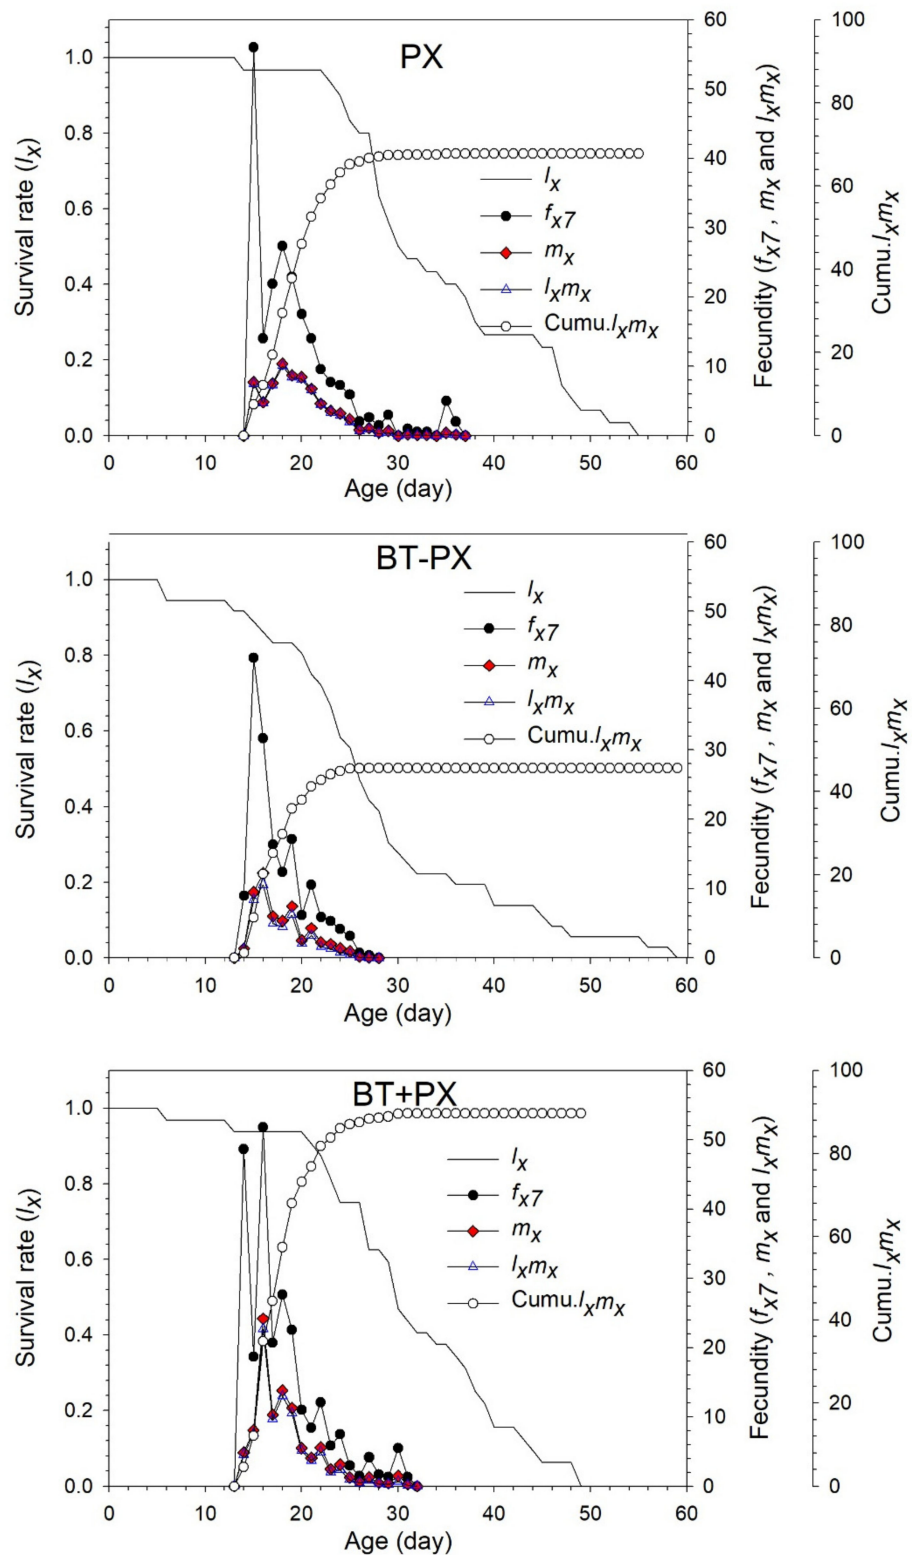 PX
1.0
0.8
0.6
0.4
0.2
0.0
Survival rate (lx)
0 10 20 30 40 50 60
Age (day)
60
50
40
30
20
10
0
Fecundity (fx7 , mx and lxmx)
100
80
60
40
20
0
Cumu.lxmx
lx
fx7
mx
lxmx
Cumu.lxmx
BT-PX
1.0
0.8
0.6
0.4
0.2
0.0
Survival rate (lx)
0 10 20 30 40 50 60
Age (day)
60
50
40
30
20
10
0
Fecundity (fx7 , mx and lxmx)
100
80
60
40
20
0
Cumu.lxmx
lx
fx7
mx
lxmx
Cumu.lxmx
BT+PX
1.0
0.8
0.6
0.4
0.2
0.0
Survival rate (lx)
0 10 20 30 40 50 60
Age (day)
60
50
40
30
20
10
0
Fecundity (fx7 , mx and lxmx)
100
80
60
40
20
0
Cumu.lxmx
lx
fx7
mx
lxmx
Cumu.lxmx